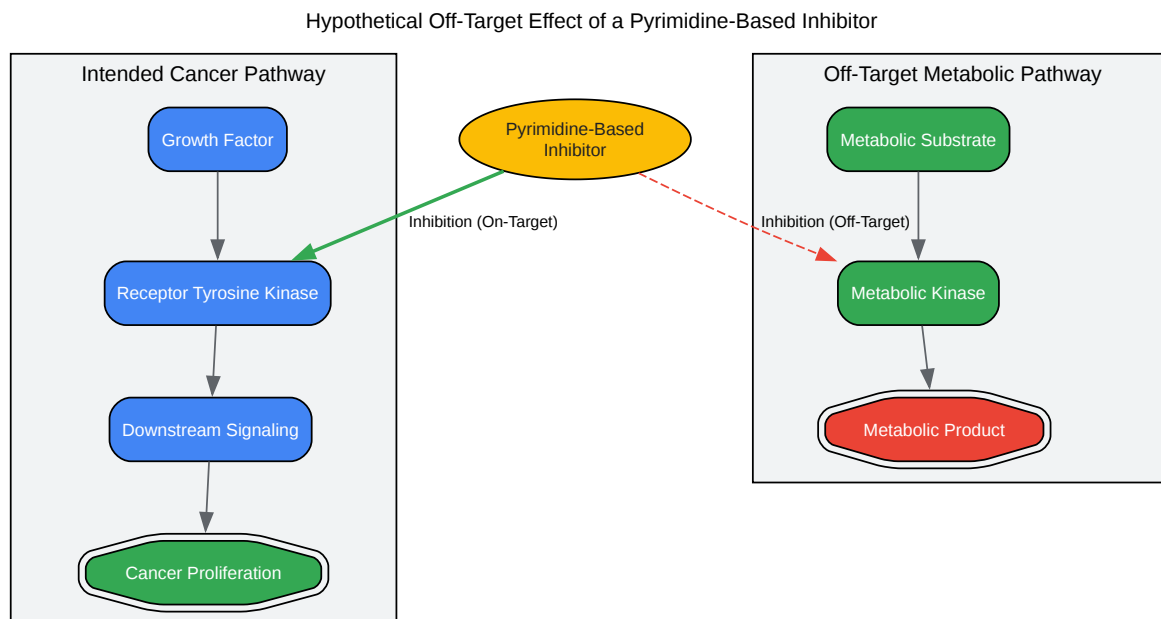 Hypothetical Off-Target Effect of a Pyrimidine-Based Inhibitor
Intended Cancer Pathway
Growth Factor
Receptor Tyrosine Kinase
Downstream Signaling
Cancer Proliferation
Pyrimidine-Based
Inhibitor
Inhibition (On-Target)
Inhibition (Off-Target)
Off-Target Metabolic Pathway
Metabolic Substrate
Metabolic Kinase
Metabolic Product